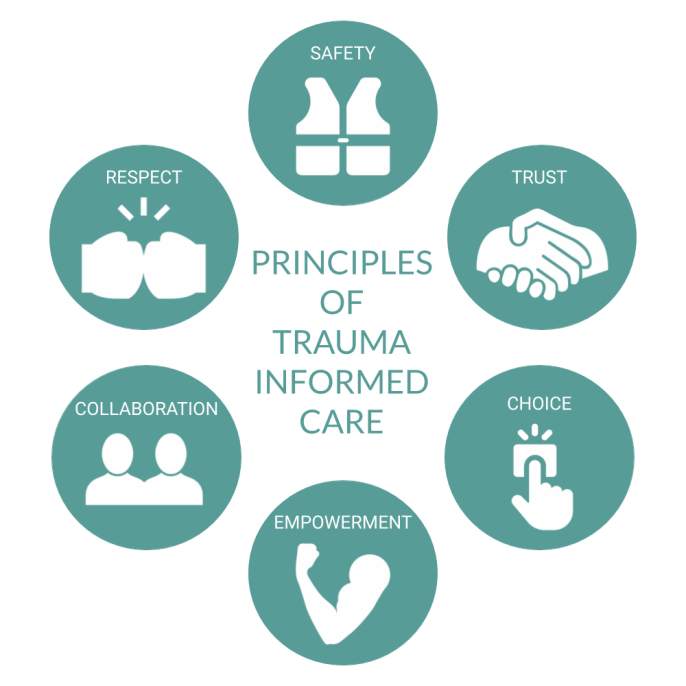 SAFETY
RESPECT
TRUST
PRINCIPLES
OF
TRAUMA
INFORMED
CARE
COLLABORATION
CHOICE
EMPOWERMENT